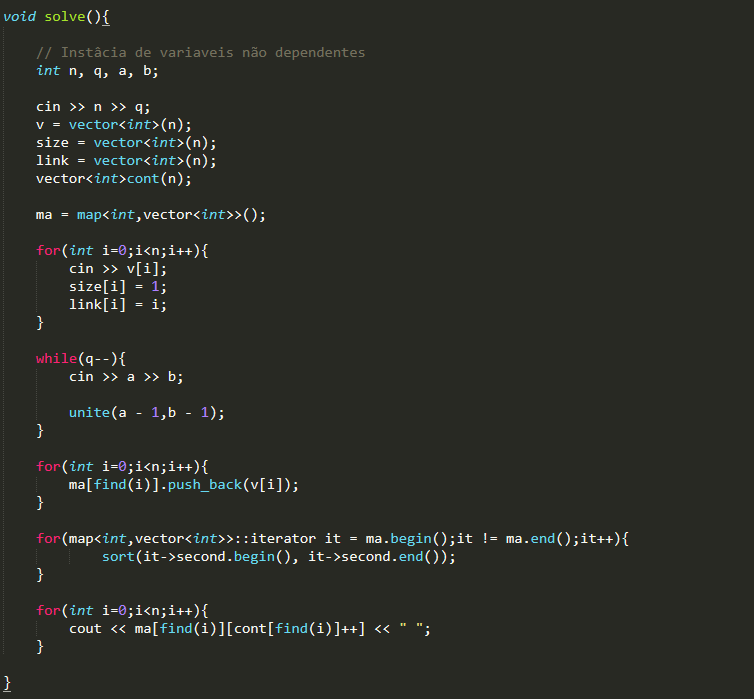 void solve(){
// Instâcia de variaveis não dependentes
int n, q, a, b;
cin >> n >> q;
v = vector<int>(n);
size = vector<int>(n);
link = vector<int>(n);
vector<int>cont(n);
ma = map<int,vector<int>>();
for(int i=0;i<n;i++){
cin >> v[i];
size[i] = 1;
link[i] = i;
}
while(q--){
cin >> a >> b;
unite(a - 1,b - 1);
}
for(int i=0;i<n;i++){
ma[find(i)].push_back(v[i]);
}
for(map<int,vector<int>>::iterator it = ma.begin();it != ma.end();it++){
sort(it->second.begin(), it->second.end());
}
for(int i=0;i<n;i++){
cout << ma[find(i)][cont[find(i)]++] << " ";
}
}